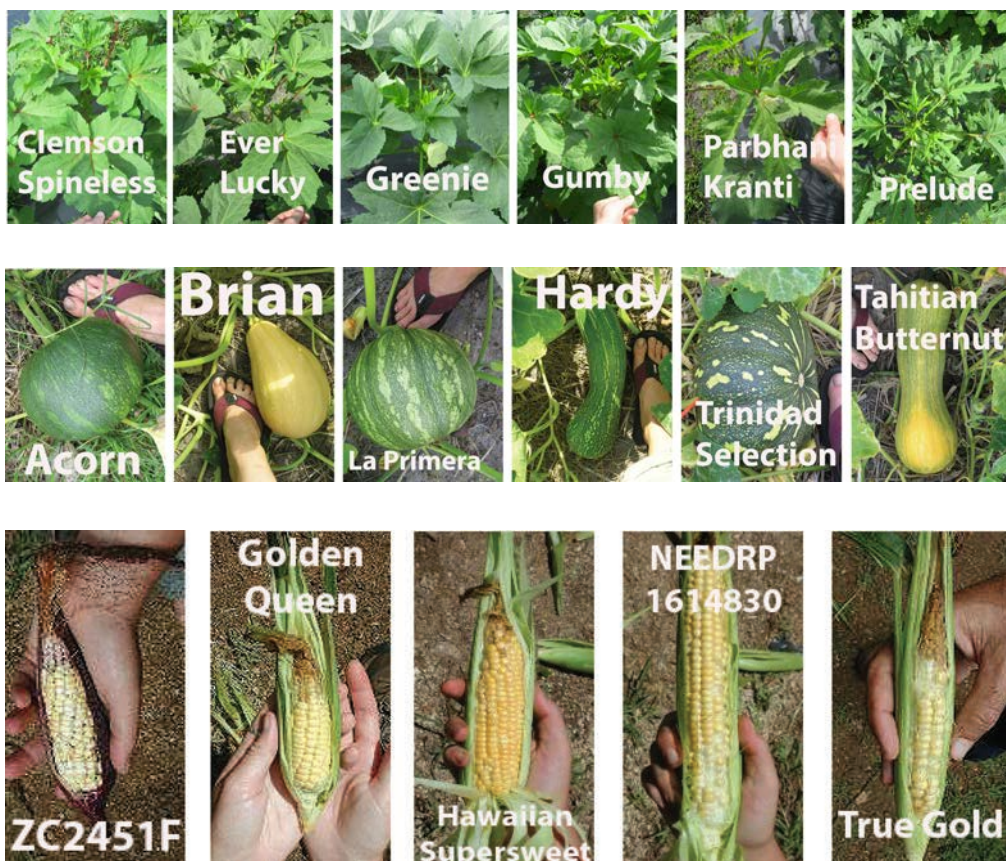 Clemson
Spineless
Ever
Lucky
Greenie
Gumby
Parbhani
Kranti
Prelude
Acorn
Brian
La Primera
Hardy
Trinidad
Selection
Tahitian
Butternut
ZC2451F
Golden
Queen
Hawaiian
Supersweet
NEEDRP
1614830
True Gold